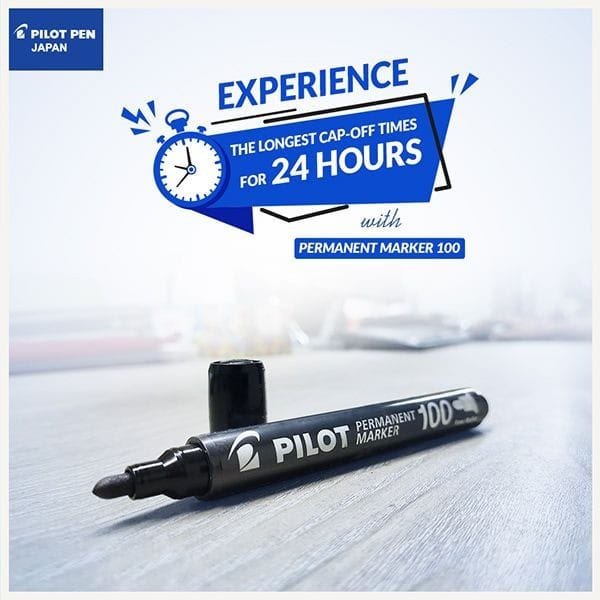 PILOT PEN
JAPAN
EXPERIENCE
THE LONGEST CAP-OFF TIMES
FOR 24 HOURS
with
PERMANENT MARKER 100
PILOT PERMANENT MARKER 100